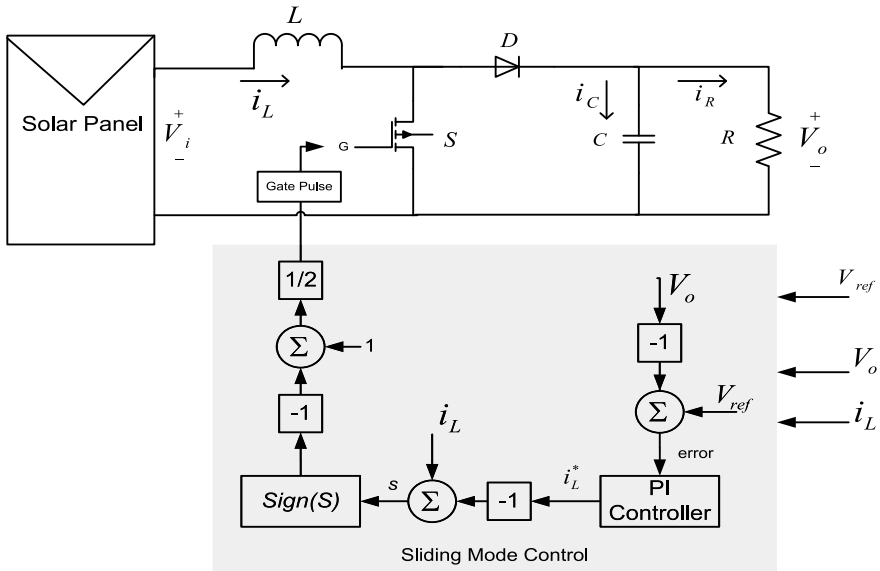 L
D
i_L
i_C
i_R
Solar Panel
+
V_i
–
G
S
C
R
+
V_o
–
Gate Pulse
1/2
V_o
V_ref
Σ
1
-1
V_o
-1
Σ
V_ref
i_L
i_L
error
Sign(S)
s
Σ
-1
i_L^*
PI
Controller
Sliding Mode Control